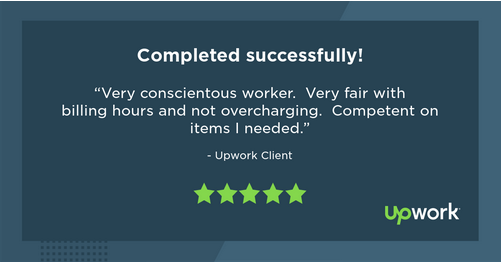 Completed successfully!
“Very conscientous worker.  Very fair with
billing hours and not overcharging.  Competent on
items I needed.”
- Upwork Client
upwork